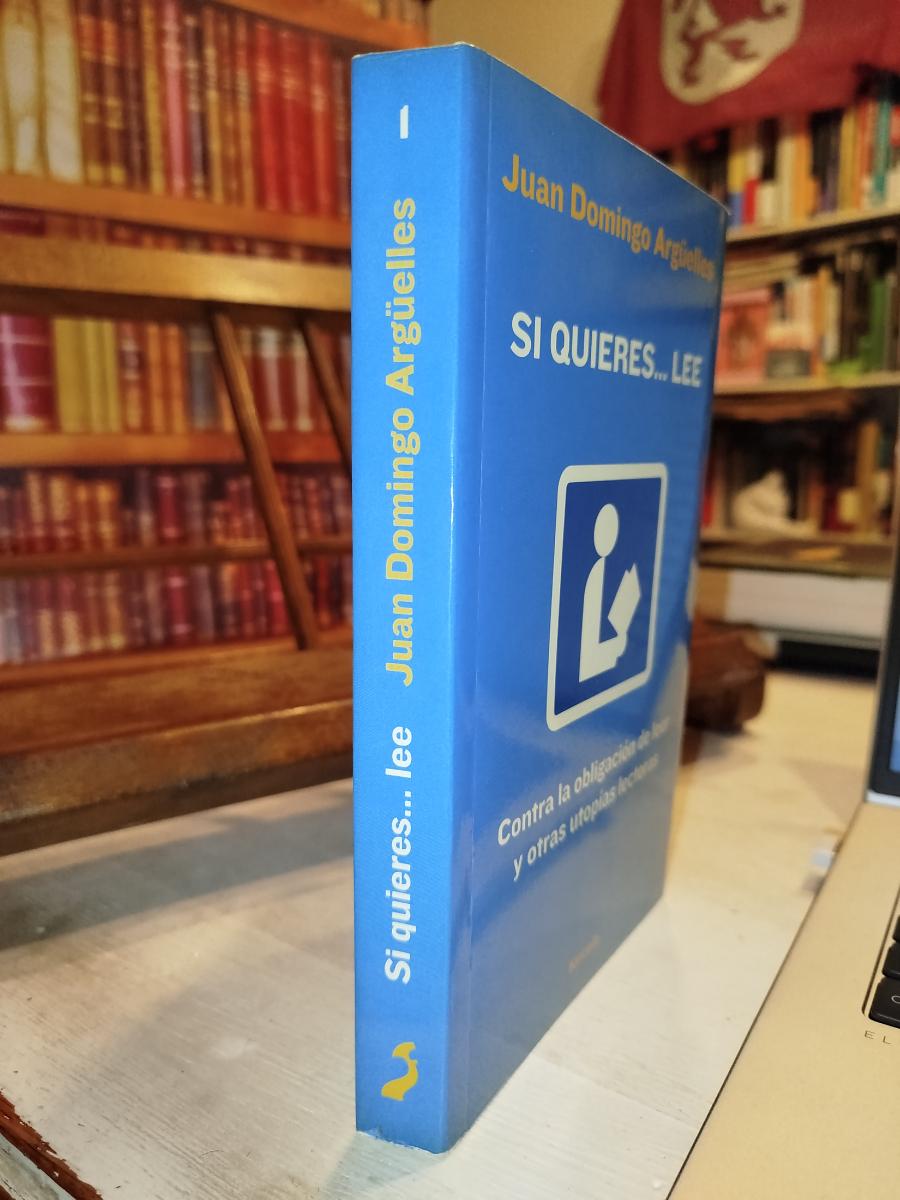 1
Juan Domingo Argüelles
Si quieres... lee
Juan Domingo Argüelles
SI QUIERES... LEE
Contra la obligación de leer
y otras utopías lectoras
EL